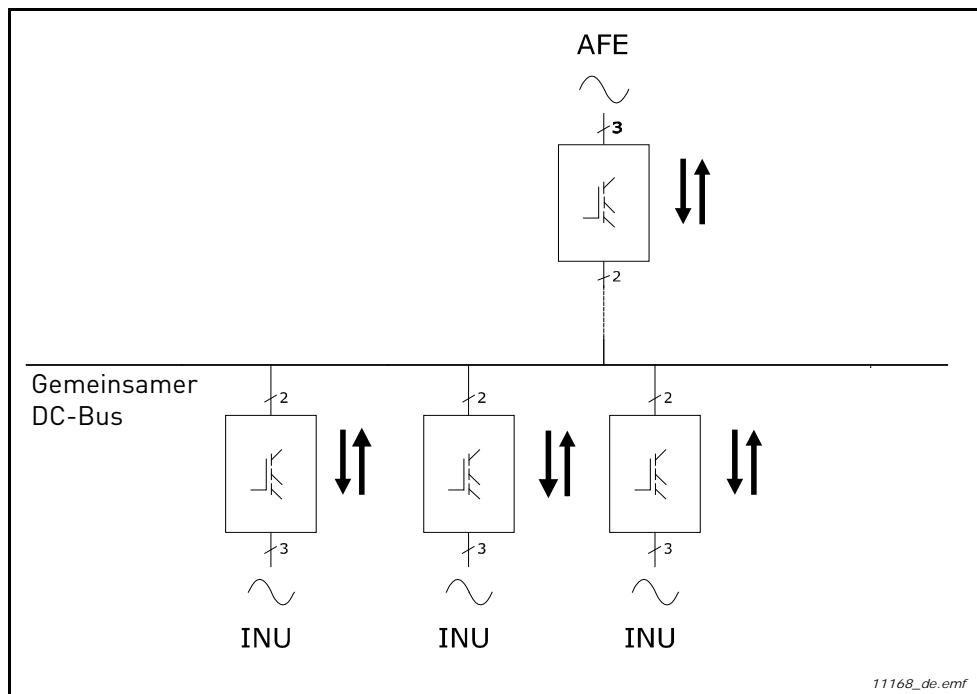 AFE
3
2
Gemeinsamer
DC-Bus
2
2
2
3
3
3
INU
INU
INU
11168_de.emf